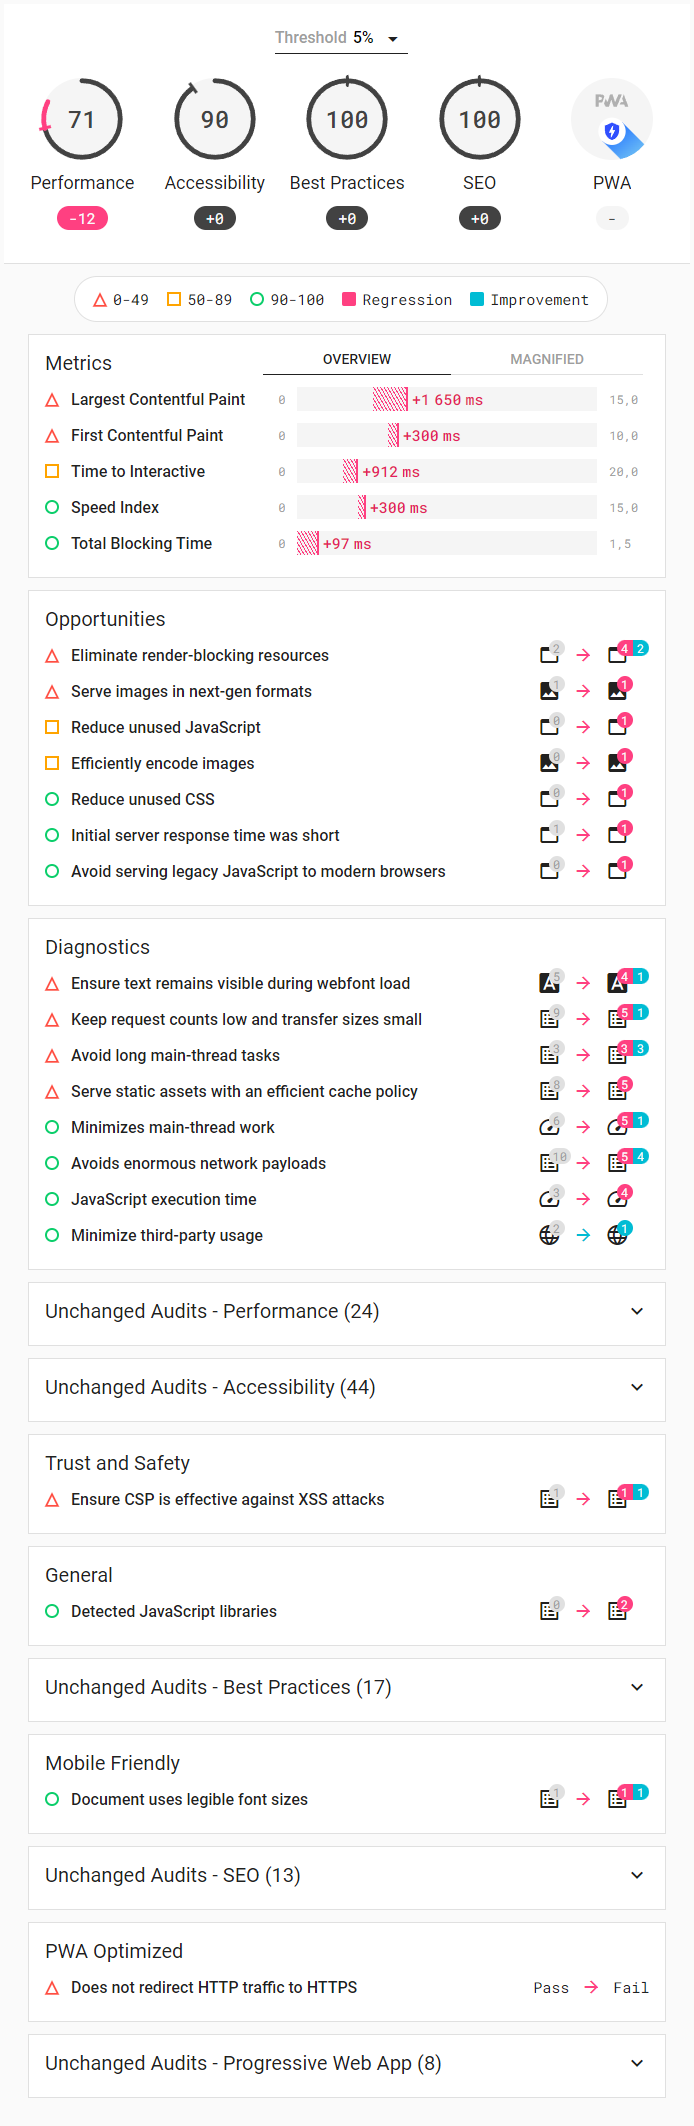 Threshold 5%
71 90 100 100 PWA
Performance Accessibility Best Practices SEO PWA
-12 +0 +0 +0 -
0-49 50-89 90-100 Regression Improvement
Metrics OVERVIEW MAGNIFIED
Largest Contentful Paint 0 +1 650 ms 15,0
First Contentful Paint 0 +300 ms 10,0
Time to Interactive 0 +912 ms 20,0
Speed Index 0 +300 ms 15,0
Total Blocking Time 0 +97 ms 1,5
Opportunities
Eliminate render-blocking resources 2 4 2
Serve images in next-gen formats 1 1
Reduce unused JavaScript 0 1
Efficiently encode images 0 1
Reduce unused CSS 0 1
Initial server response time was short 1 1
Avoid serving legacy JavaScript to modern browsers 0 1
Diagnostics
Ensure text remains visible during webfont load A 5 A 4 1
Keep request counts low and transfer sizes small 9 5 1
Avoid long main-thread tasks 3 3 3
Serve static assets with an efficient cache policy 8 5
Minimizes main-thread work 6 5 1
Avoids enormous network payloads 10 5 4
JavaScript execution time 3 4
Minimize third-party usage 2 1
Unchanged Audits - Performance (24)
Unchanged Audits - Accessibility (44)
Trust and Safety
Ensure CSP is effective against XSS attacks 1 1 1
General
Detected JavaScript libraries 0 2
Unchanged Audits - Best Practices (17)
Mobile Friendly
Document uses legible font sizes 1 1 1
Unchanged Audits - SEO (13)
PWA Optimized
Does not redirect HTTP traffic to HTTPS Pass Fail
Unchanged Audits - Progressive Web App (8)